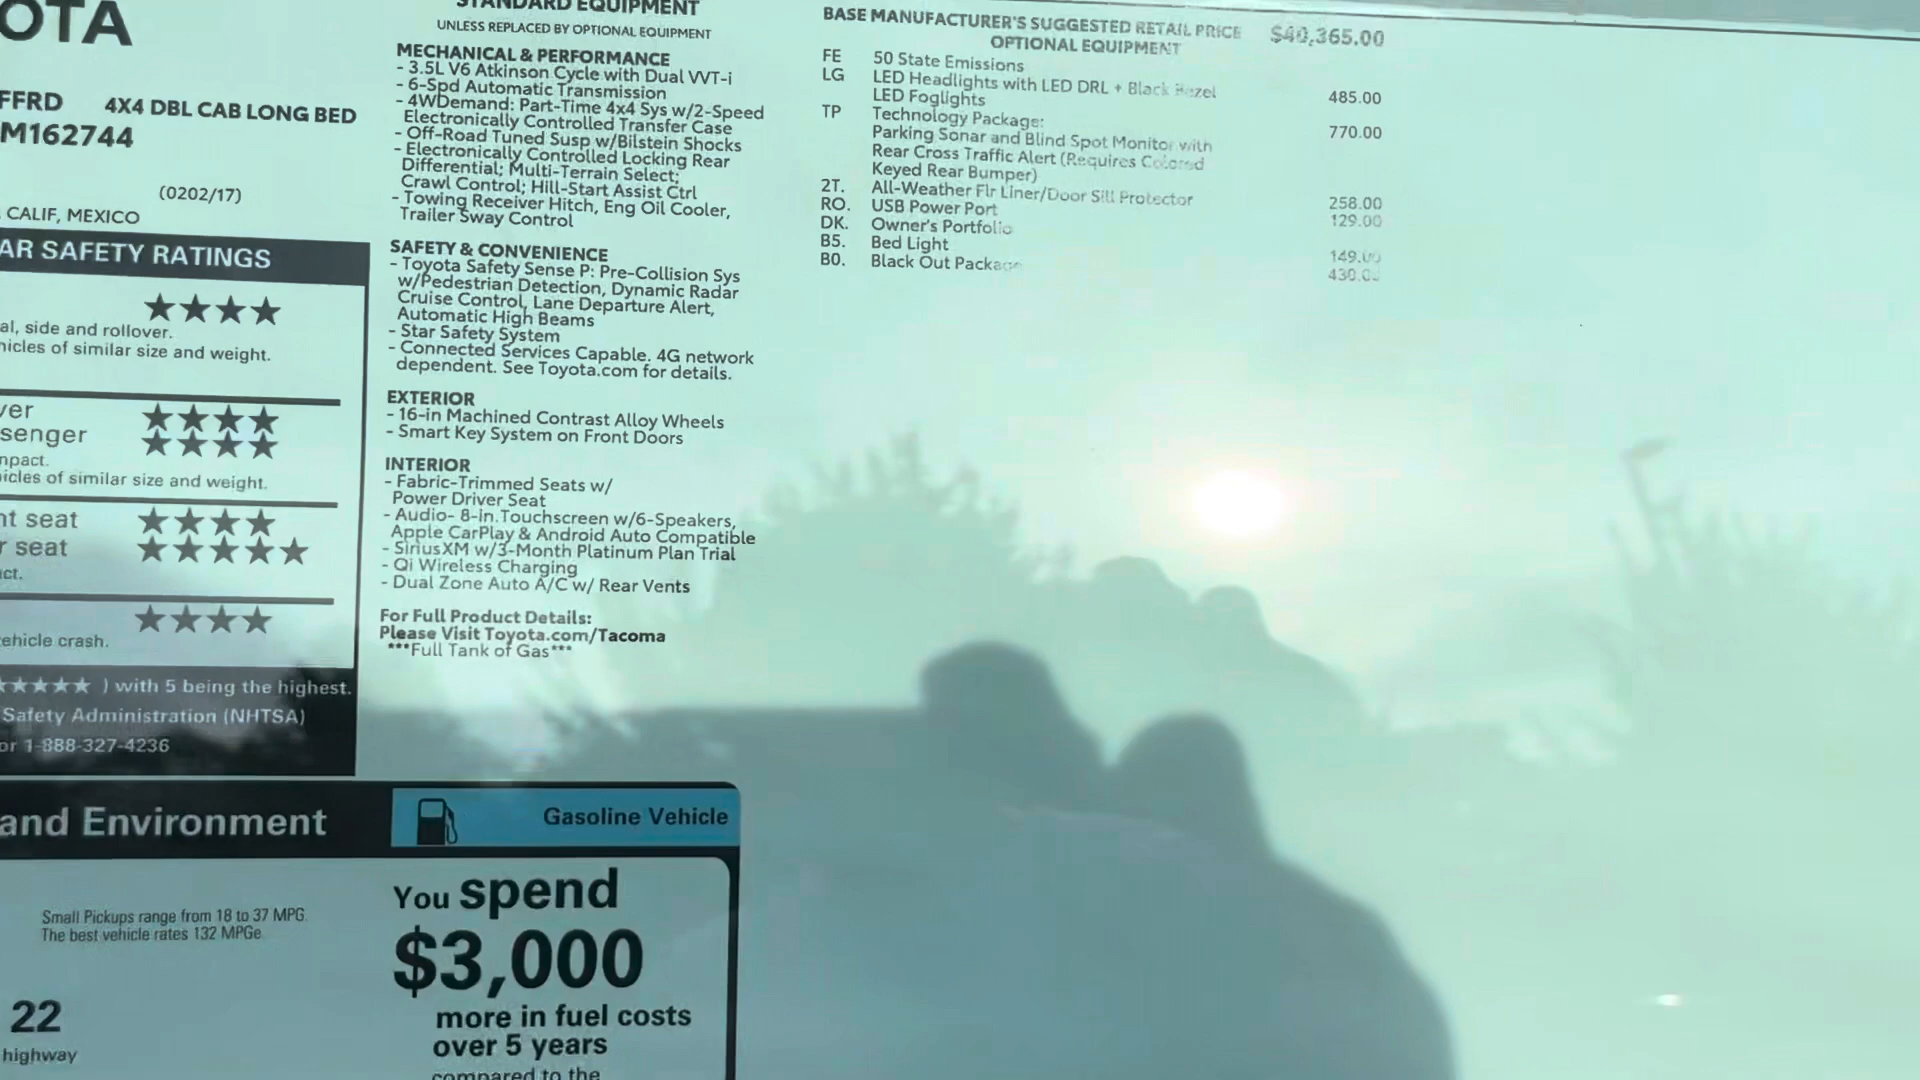 OTA
FFRD 4X4 DBL CAB LONG BED
M162744
(0202/17)
CALIF, MEXICO
AR SAFETY RATINGS
★★★★
al, side and rollover.
hicles of similar size and weight.
ver ★★★★
senger ★★★★
mpact.
icles of similar size and weight.
nt seat ★★★★
r seat ★★★★★
act.
★★★★
ehicle crash.
★★★★★ ) with 5 being the highest.
Safety Administration (NHTSA)
or 1-888-327-4236
STANDARD EQUIPMENT
UNLESS REPLACED BY OPTIONAL EQUIPMENT
MECHANICAL & PERFORMANCE
- 3.5L V6 Atkinson Cycle with Dual VVT-i
- 6-Spd Automatic Transmission
- 4WDemand: Part-Time 4x4 Sys w/2-Speed
Electronically Controlled Transfer Case
- Off-Road Tuned Susp w/Bilstein Shocks
- Electronically Controlled Locking Rear
Differential; Multi-Terrain Select;
Crawl Control; Hill-Start Assist Ctrl
- Towing Receiver Hitch, Eng Oil Cooler,
Trailer Sway Control
SAFETY & CONVENIENCE
- Toyota Safety Sense P: Pre-Collision Sys
w/Pedestrian Detection, Dynamic Radar
Cruise Control, Lane Departure Alert,
Automatic High Beams
- Star Safety System
- Connected Services Capable. 4G network
dependent. See Toyota.com for details.
EXTERIOR
- 16-in Machined Contrast Alloy Wheels
- Smart Key System on Front Doors
INTERIOR
- Fabric-Trimmed Seats w/
Power Driver Seat
- Audio- 8-in.Touchscreen w/6-Speakers,
Apple CarPlay & Android Auto Compatible
- SiriusXM w/3-Month Platinum Plan Trial
- Qi Wireless Charging
- Dual Zone Auto A/C w/ Rear Vents
For Full Product Details:
Please Visit Toyota.com/Tacoma
***Full Tank of Gas***
BASE MANUFACTURER'S SUGGESTED RETAIL PRICE $40,365.00
OPTIONAL EQUIPMENT
FE 50 State Emissions
LG LED Headlights with LED DRL + Black Bezel 485.00
LED Foglights
TP Technology Package: 770.00
Parking Sonar and Blind Spot Monitor with
Rear Cross Traffic Alert (Requires Colored
Keyed Rear Bumper)
2T. All-Weather Flr Liner/Door Sill Protector 258.00
RO. USB Power Port 129.00
DK. Owner's Portfolio
B5. Bed Light 149.00
B0. Black Out Package 430.0
and Environment
Gasoline Vehicle
Small Pickups range from 18 to 37 MPG.
The best vehicle rates 132 MPGe.
22
highway
You spend
$3,000
more in fuel costs
over 5 years
compared to the